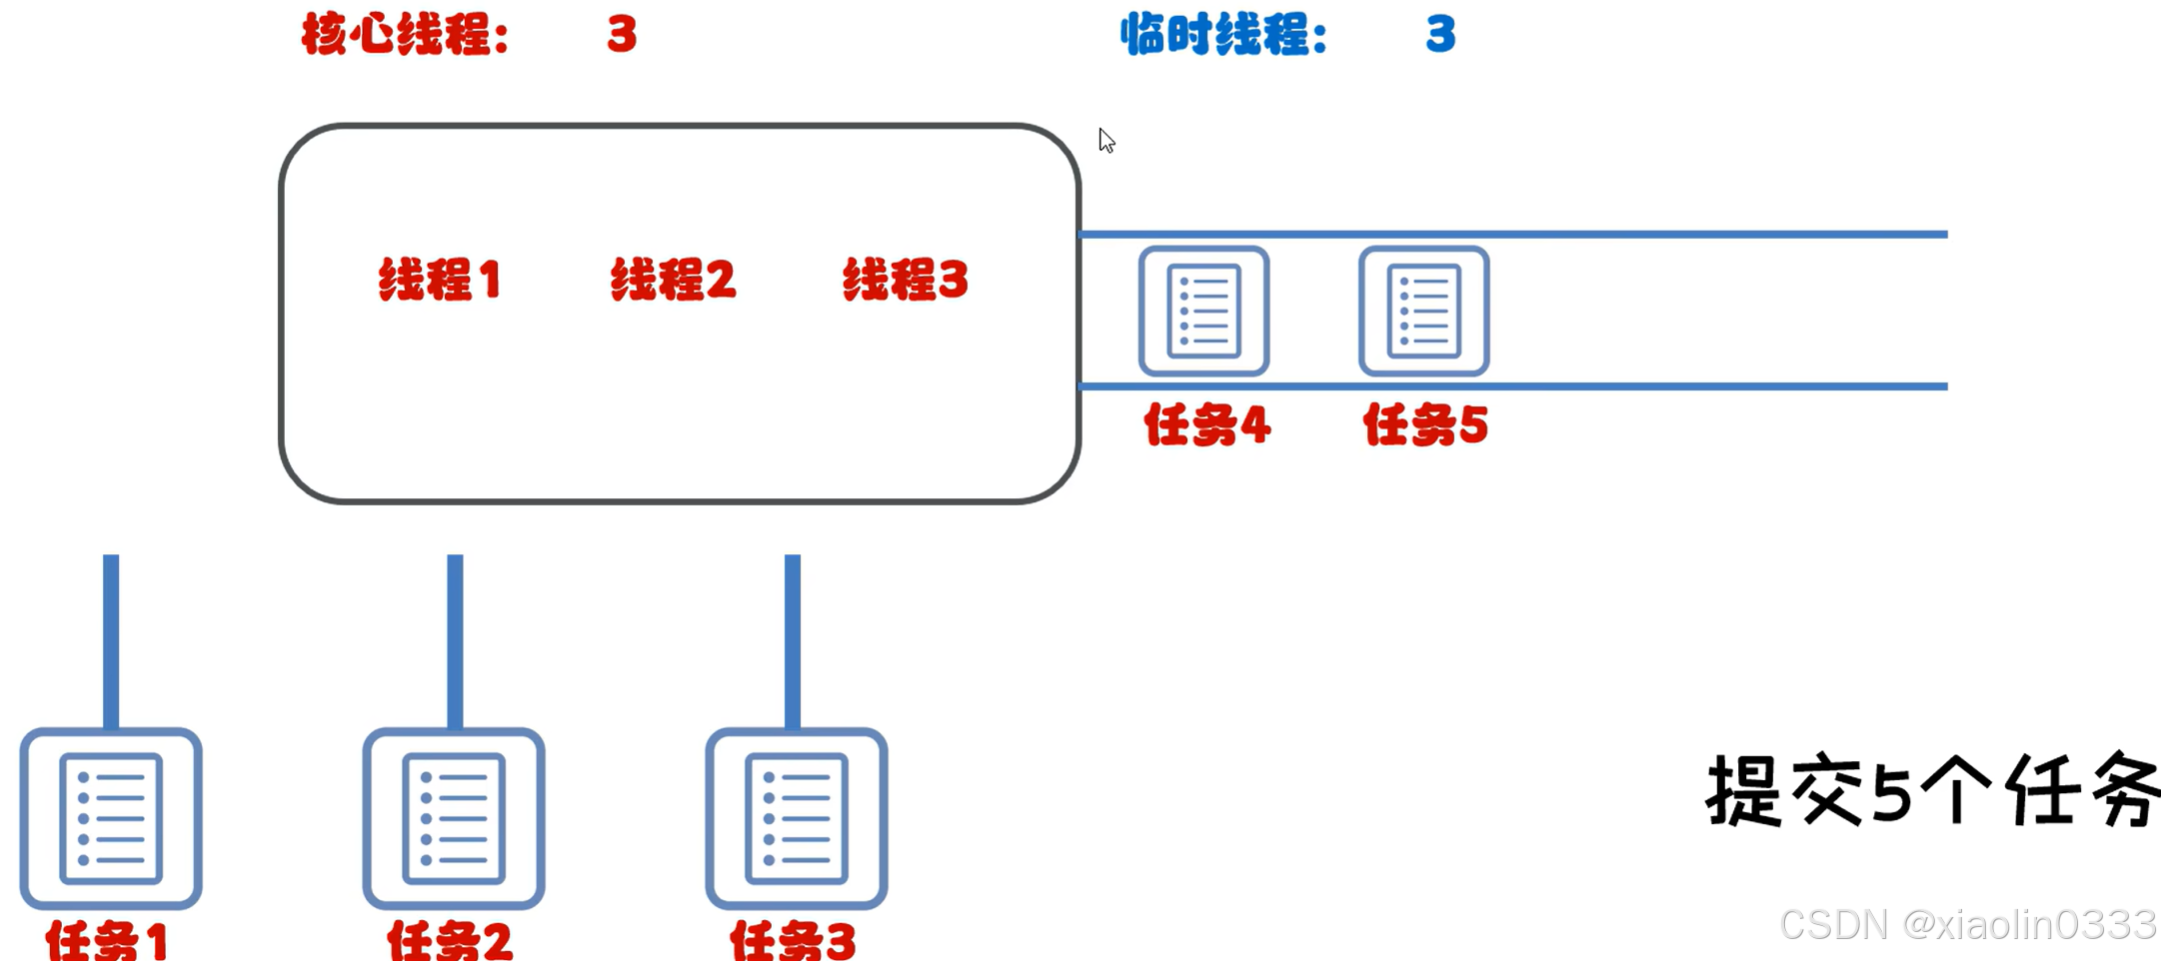 核心线程: 3
临时线程: 3
线程1 线程2 线程3
任务4 任务5
提交5个任务
任务1 任务2 任务3
CSDN @xiaolin0333